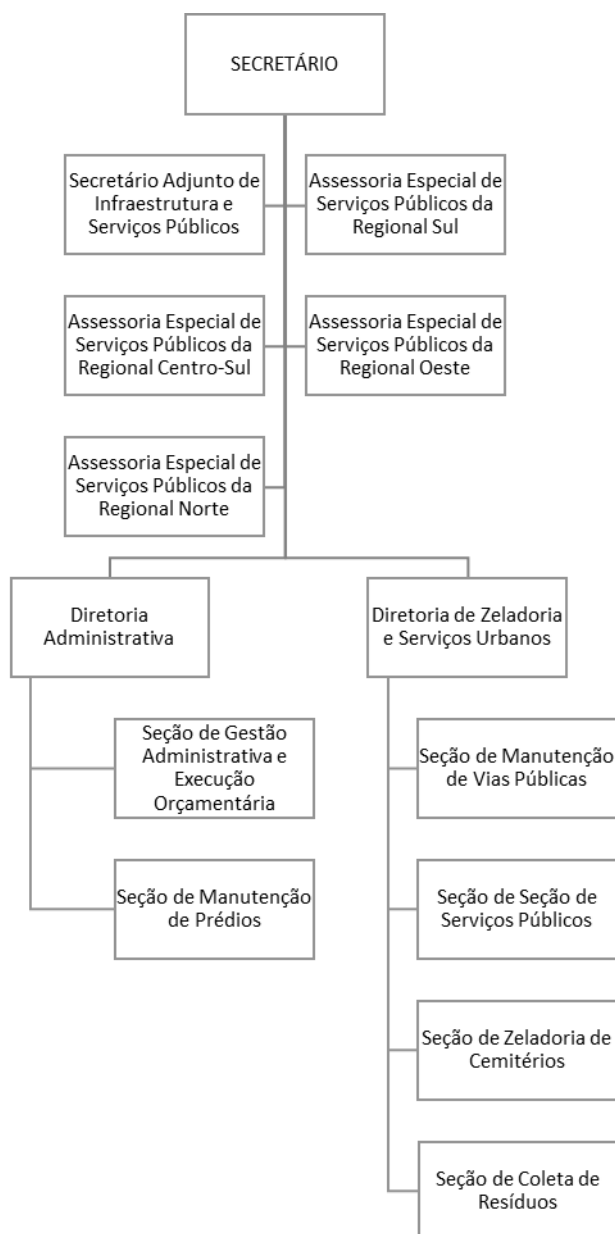 SECRETÁRIO
Secretário Adjunto de
Infraestrutura e
Serviços Públicos
Assessoria Especial de
Serviços Públicos da
Regional Sul
Assessoria Especial de
Serviços Públicos da
Regional Centro-Sul
Assessoria Especial de
Serviços Públicos da
Regional Oeste
Assessoria Especial de
Serviços Públicos da
Regional Norte
Diretoria
Administrativa
Diretoria de Zeladoria
e Serviços Urbanos
Seção de Gestão
Administrativa e
Execução
Orçamentária
Seção de Manutenção
de Prédios
Seção de Manutenção
de Vias Públicas
Seção de Seção de
Serviços Públicos
Seção de Zeladoria de
Cemitérios
Seção de Coleta de
Resíduos